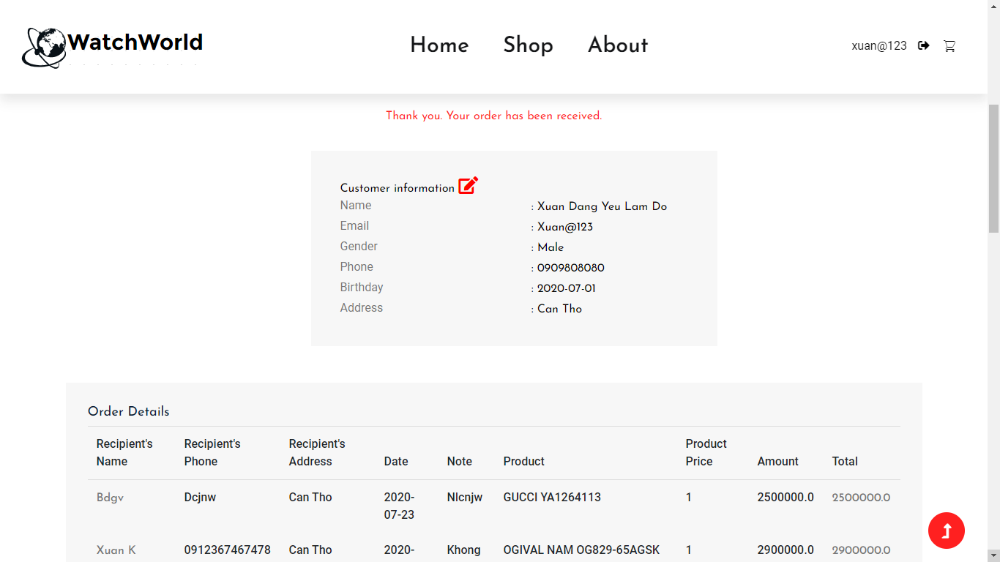 WatchWorld
Home Shop About
xuan@123
Thank you. Your order has been received.
Customer information
Name : Xuan Dang Yeu Lam Do
Email : Xuan@123
Gender : Male
Phone : 0909808080
Birthday : 2020-07-01
Address : Can Tho
Order Details
Recipient's Name Recipient's Phone Recipient's Address Date Note Product Product Price Amount Total
Bdgv Dcjnw Can Tho 2020-07-23 Nlcnjw GUCCI YA1264113 1 2500000.0 2500000.0
Xuan K 0912367467478 Can Tho 2020- Khong OGIVAL NAM OG829-65AGSK 1 2900000.0 2900000.0